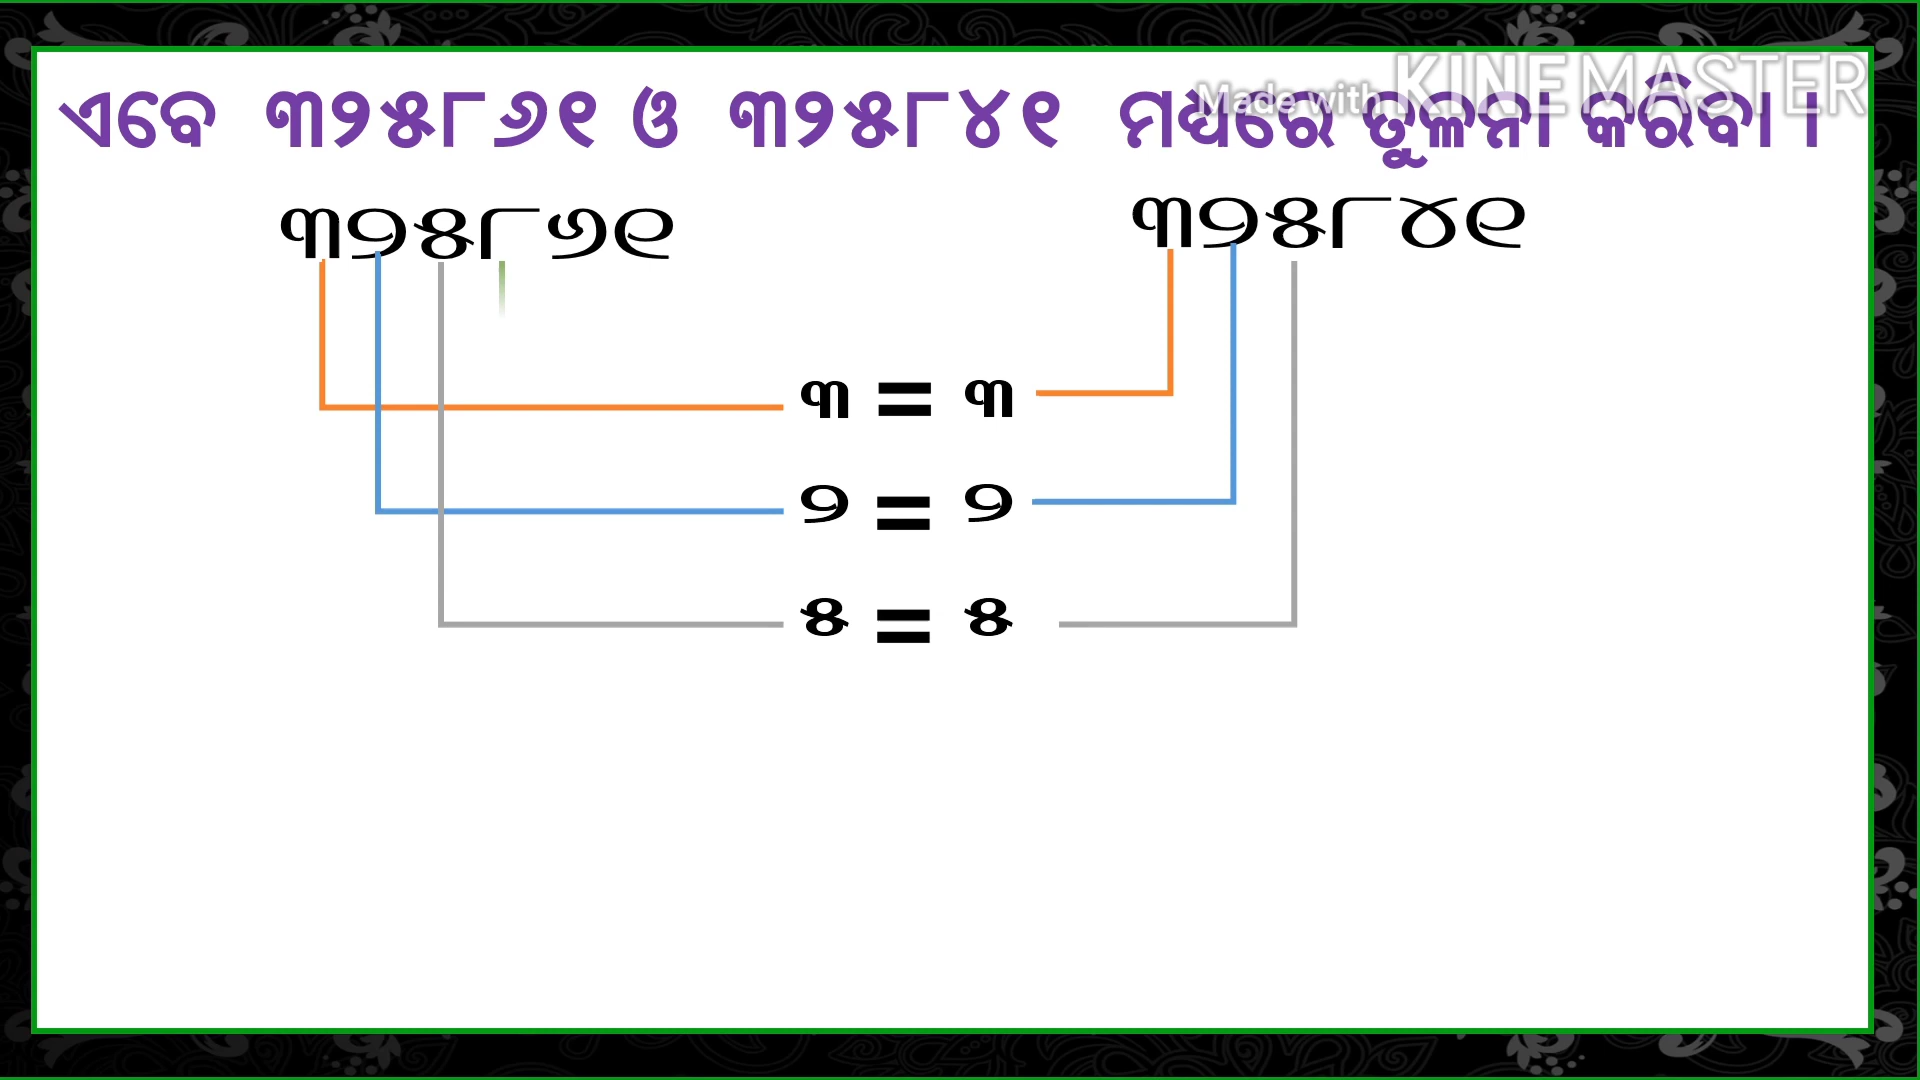 ଏବେ ୩୨୫୮୬୧ ଓ ୩୨୫୮୪୧ ମଧ୍ୟରେ ତୁଳନା କରିବା ।
Made with KINEMASTER
୩୨୫୮୬୧ ୩୨୫୮୪୧
୩ = ୩
୨ = ୨
୫ = ୫